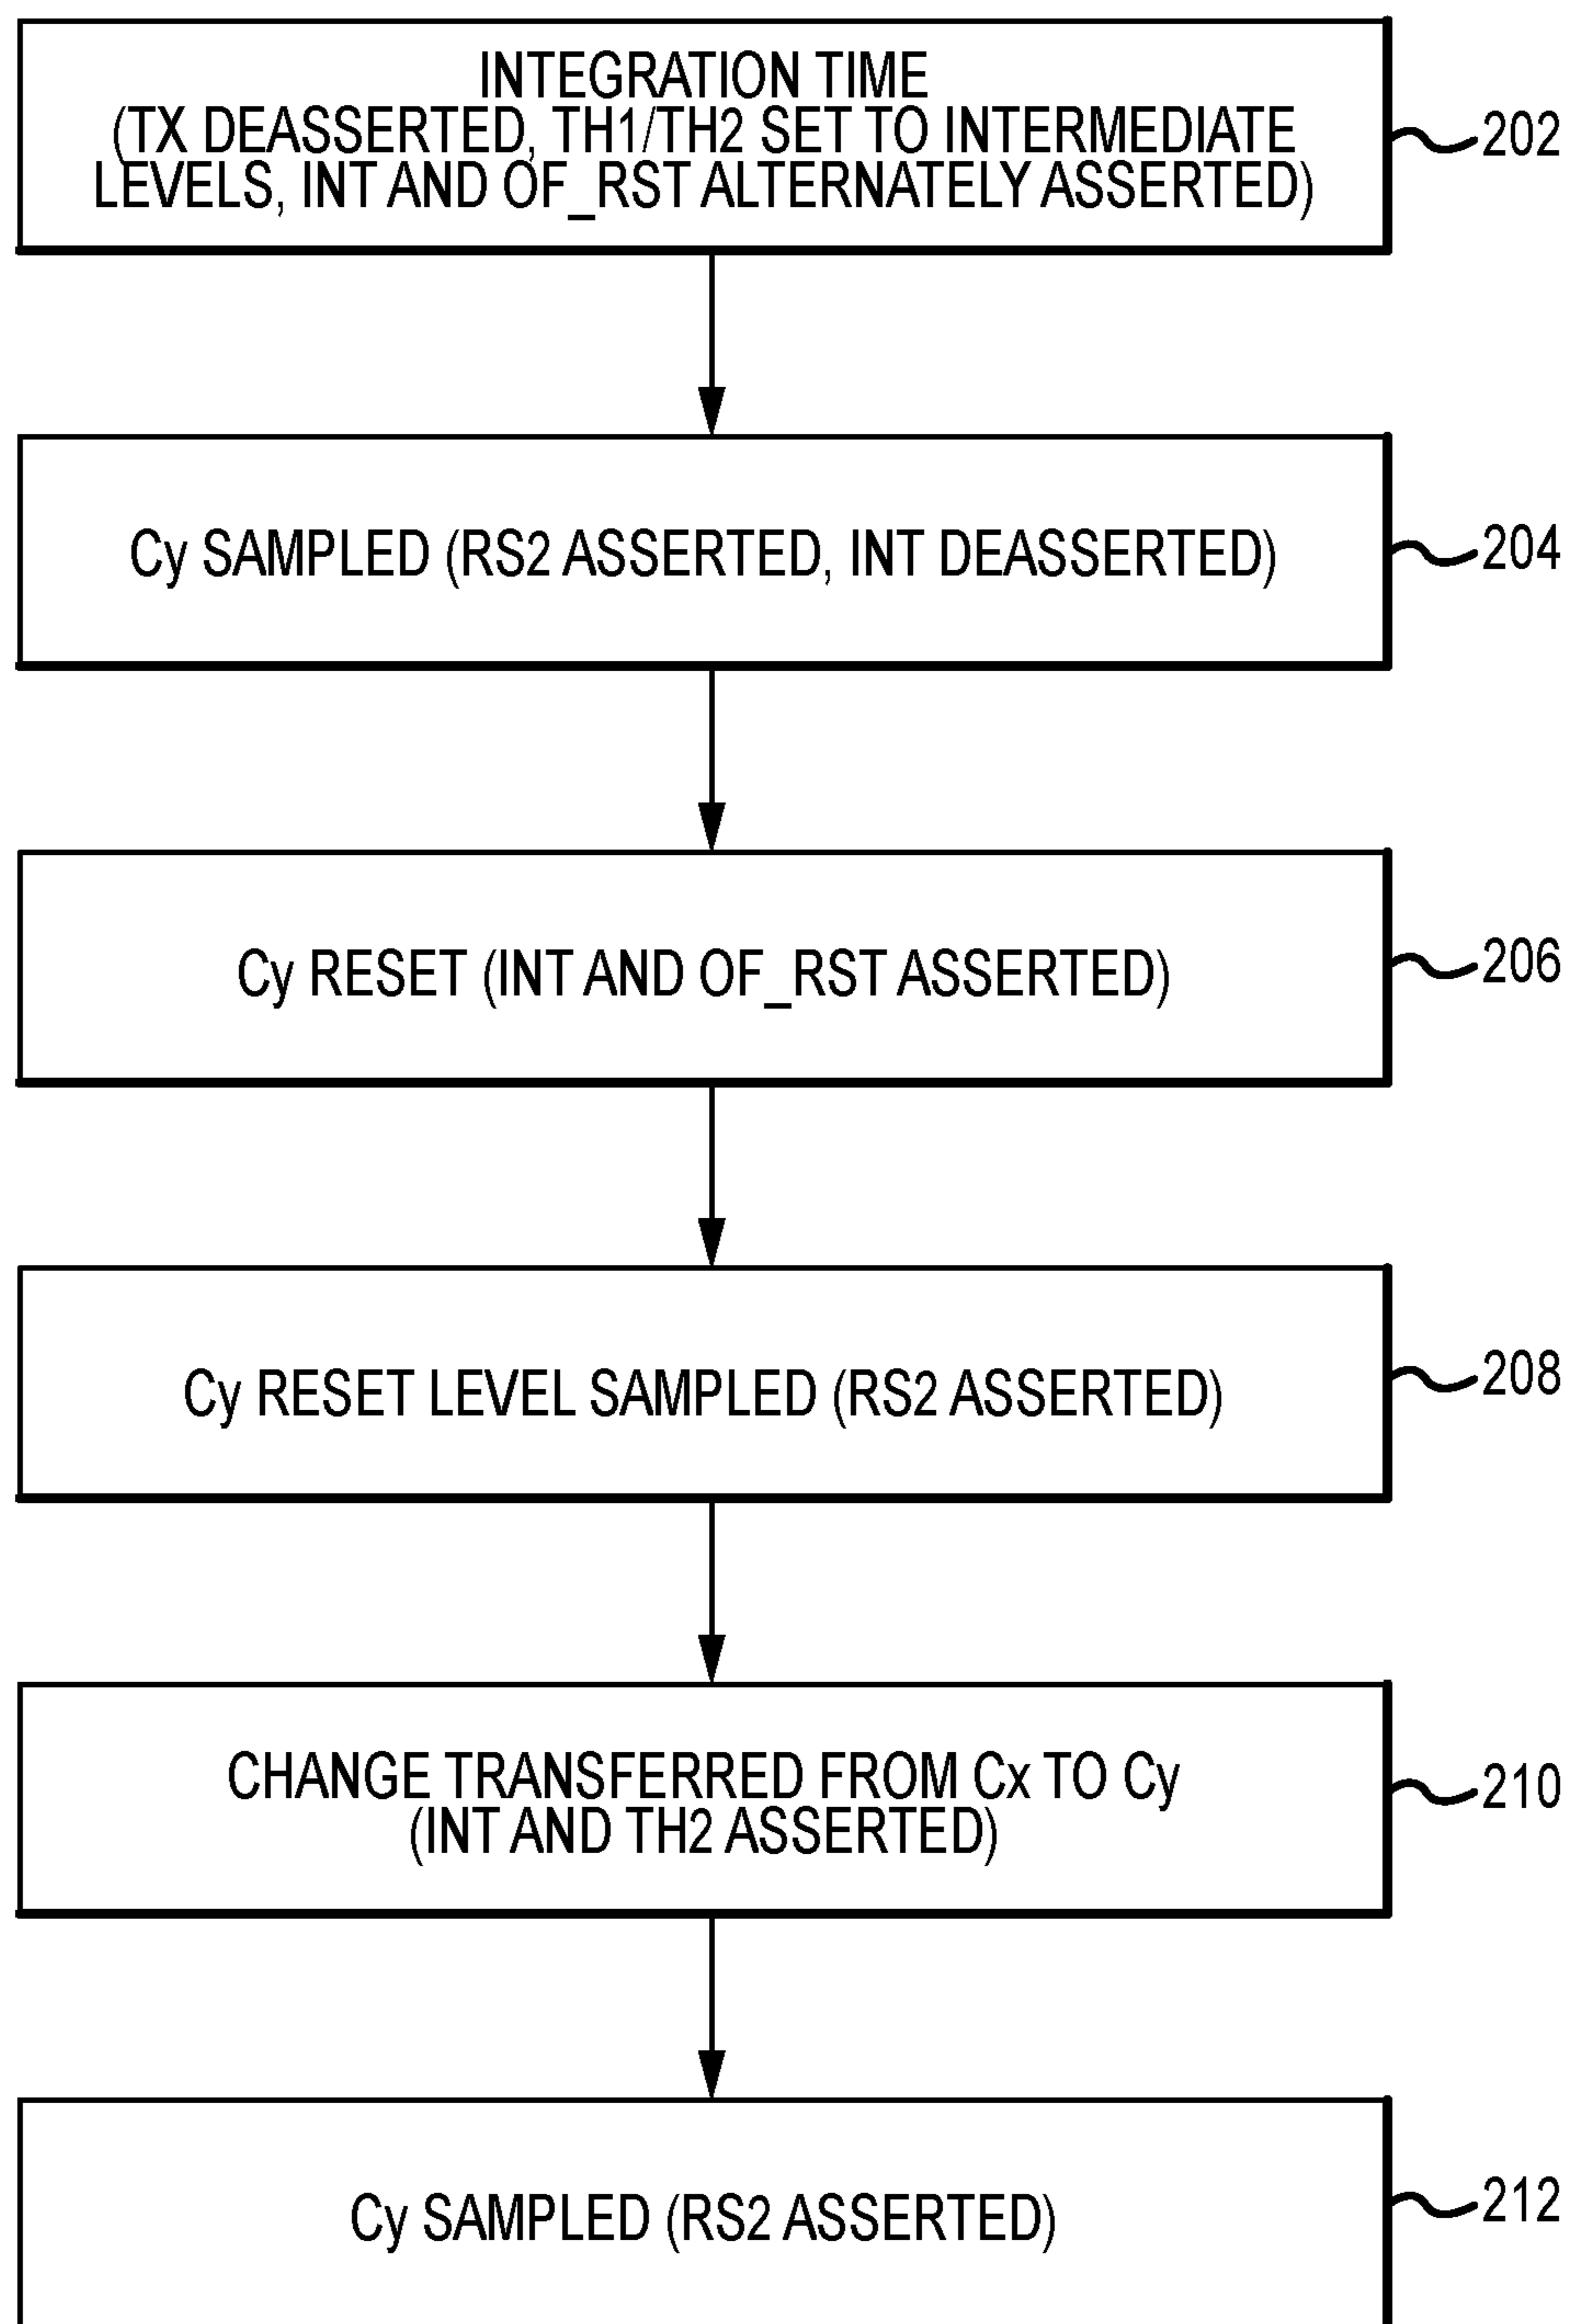 INTEGRATION TIME
(TX DEASSERTED, TH1/TH2 SET TO INTERMEDIATE
LEVELS, INT AND OF_RST ALTERNATELY ASSERTED)
202
Cy SAMPLED (RS2 ASSERTED, INT DEASSERTED)
204
Cy RESET (INT AND OF_RST ASSERTED)
206
Cy RESET LEVEL SAMPLED (RS2 ASSERTED)
208
CHANGE TRANSFERRED FROM Cx TO Cy
(INT AND TH2 ASSERTED)
210
Cy SAMPLED (RS2 ASSERTED)
212